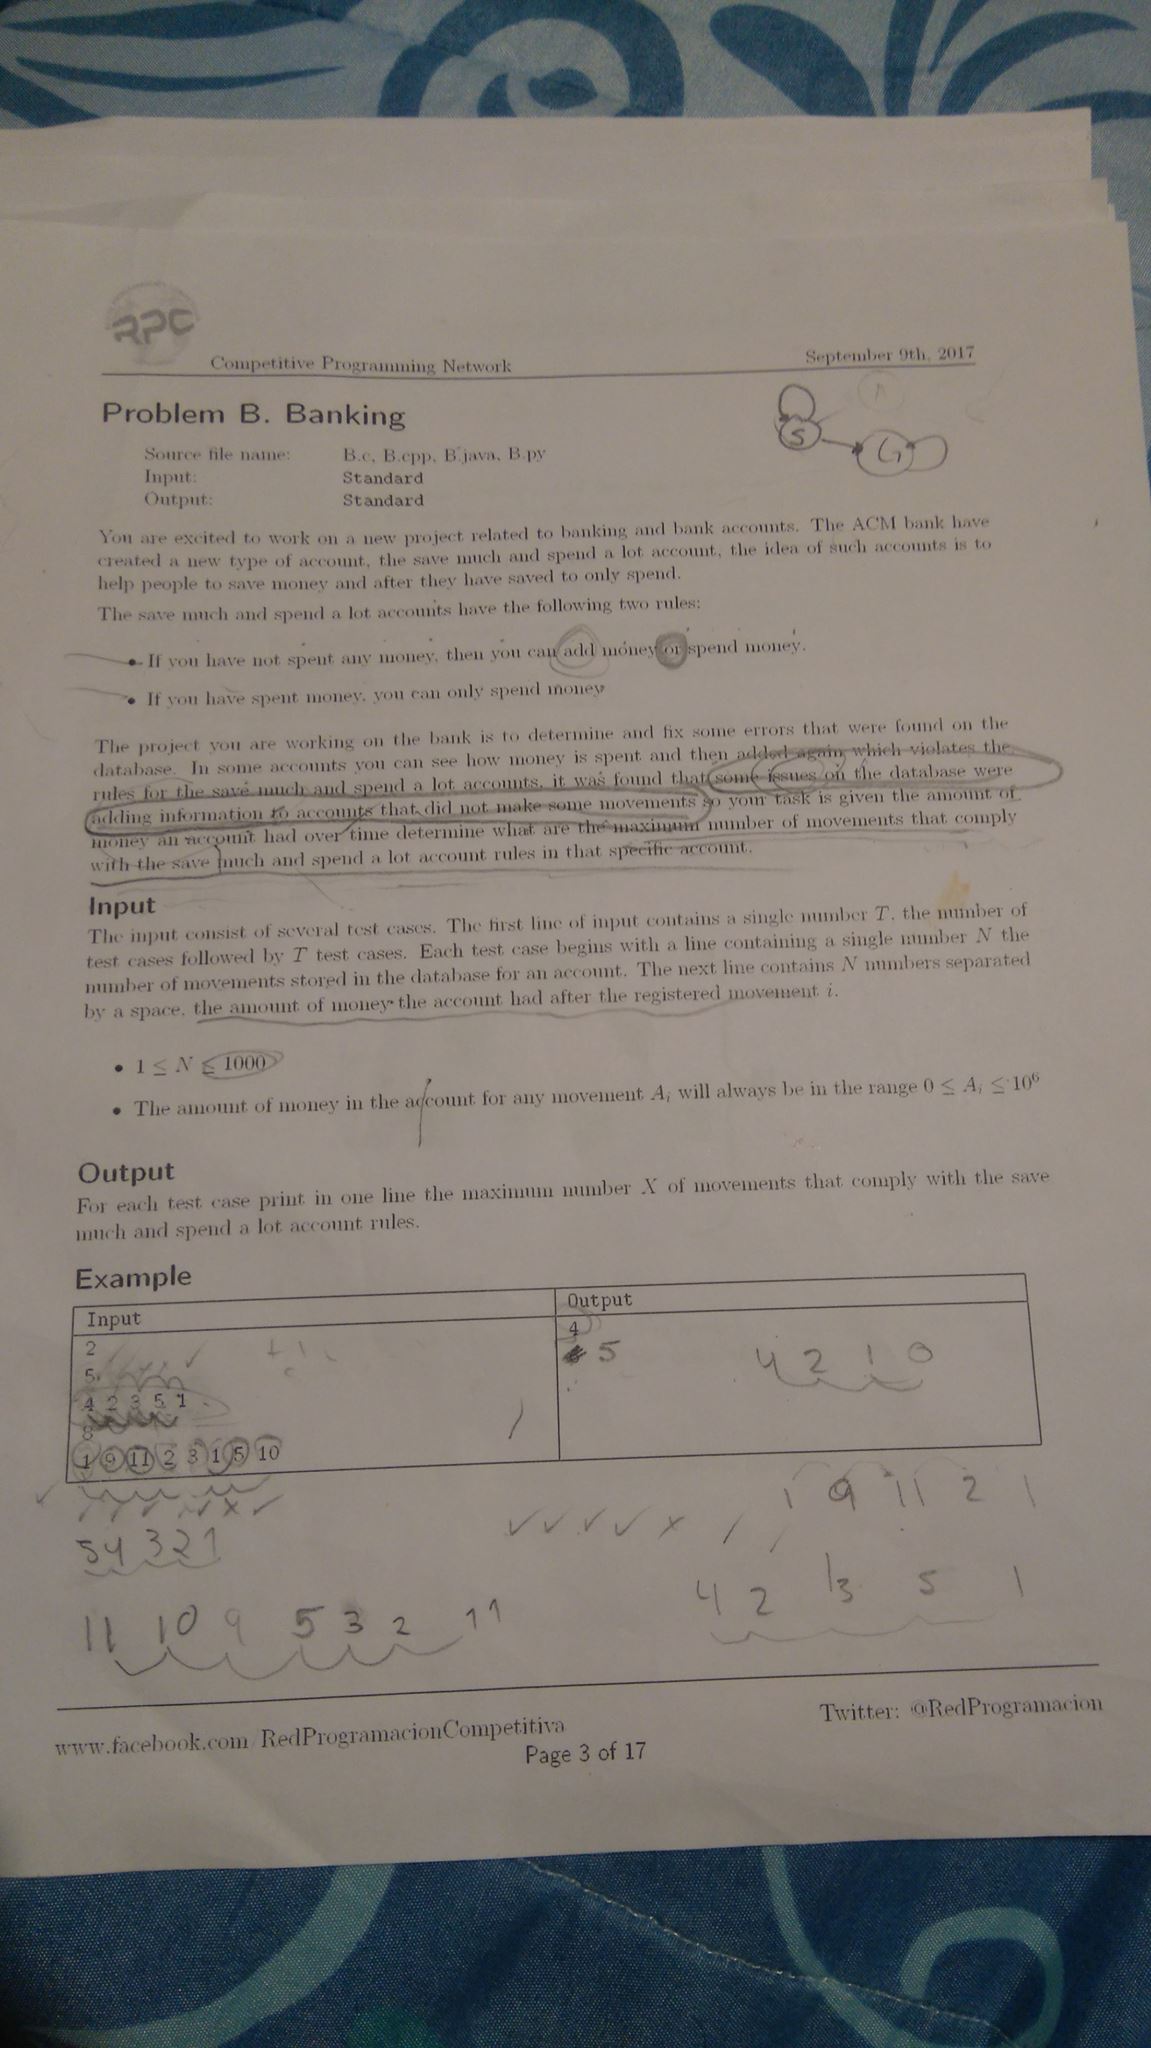 RPC
Competitive Programming Network September 9th, 2017
Problem B. Banking
S G
Source file name: B.c, B.cpp, B.java, B.py
Input: Standard
Output: Standard
You are excited to work on a new project related to banking and bank accounts. The ACM bank have
created a new type of account, the save much and spend a lot account, the idea of such accounts is to
help people to save money and after they have saved to only spend.
The save much and spend a lot accounts have the following two rules:
• If you have not spent any money, then you can add money or spend money.
• If you have spent money, you can only spend money
The project you are working on the bank is to determine and fix some errors that were found on the
database. In some accounts you can see how money is spent and then added again, which violates the
rules for the save much and spend a lot accounts, it was found that some issues on the database were
adding information to accounts that did not make some movements so your task is given the amount of
money an account had over time determine what are the maximum number of movements that comply
with the save much and spend a lot account rules in that specific account.
Input
The input consist of several test cases. The first line of input contains a single number T, the number of
test cases followed by T test cases. Each test case begins with a line containing a single number N the
number of movements stored in the database for an account. The next line contains N numbers separated
by a space, the amount of money the account had after the registered movement i.
• 1 ≤ N ≤ 1000
• The amount of money in the account for any movement Ai will always be in the range 0 ≤ Ai ≤ 10⁶
Output
For each test case print in one line the maximum number X of movements that comply with the save
much and spend a lot account rules.
Example
Input Output
2 4
5 5 4 2 1 0
4 2 3 5 1
8
1 9 11 2 3 1 5 10
1 9 11 2 1
5 4 3 2 1
4 2 3 5 1
11 10 9 5 3 2 11
www.facebook.com/RedProgramacionCompetitiva Twitter: @RedProgramacion
Page 3 of 17